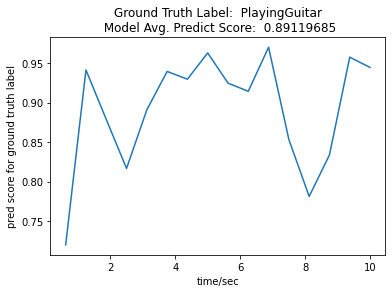 Ground Truth Label:  PlayingGuitar
Model Avg. Predict Score:  0.89119685
pred score for ground truth label
0.95
0.90
0.85
0.80
0.75
2 4 6 8 10
time/sec